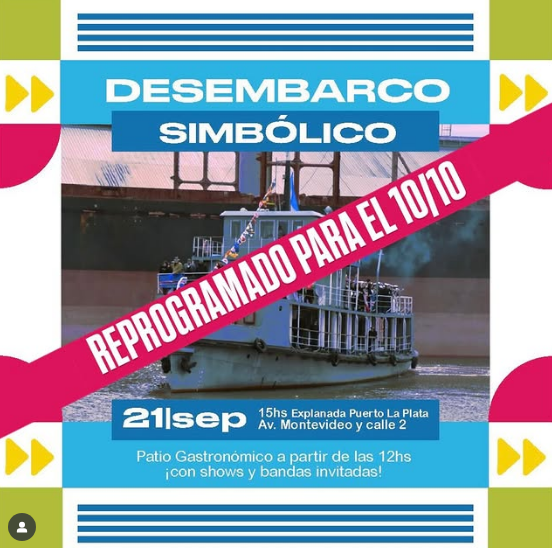 DESEMBARCO
SIMBÓLICO
REPROGRAMADO PARA EL 10/10
21|sep
15hs Explanada Puerto La Plata
Av. Montevideo y calle 2
Patio Gastronómico a partir de las 12hs
¡con shows y bandas invitadas!